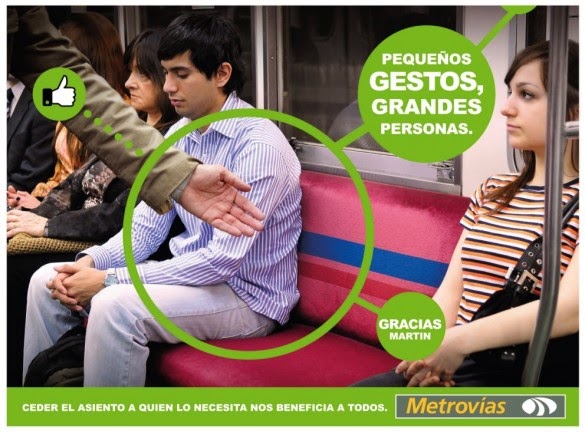 PEQUEÑOS
GESTOS,
GRANDES
PERSONAS.
GRACIAS
MARTIN
CEDER EL ASIENTO A QUIEN LO NECESITA NOS BENEFICIA A TODOS.
Metrovías